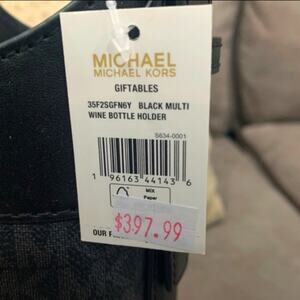 MICHAEL
MICHAEL KORS
GIFTABLES
35F2SGFN6Y BLACK MULTI
WINE BOTTLE HOLDER
S634-0001
1 96163 44143 6
MIX
Paper
$397.99
OUR